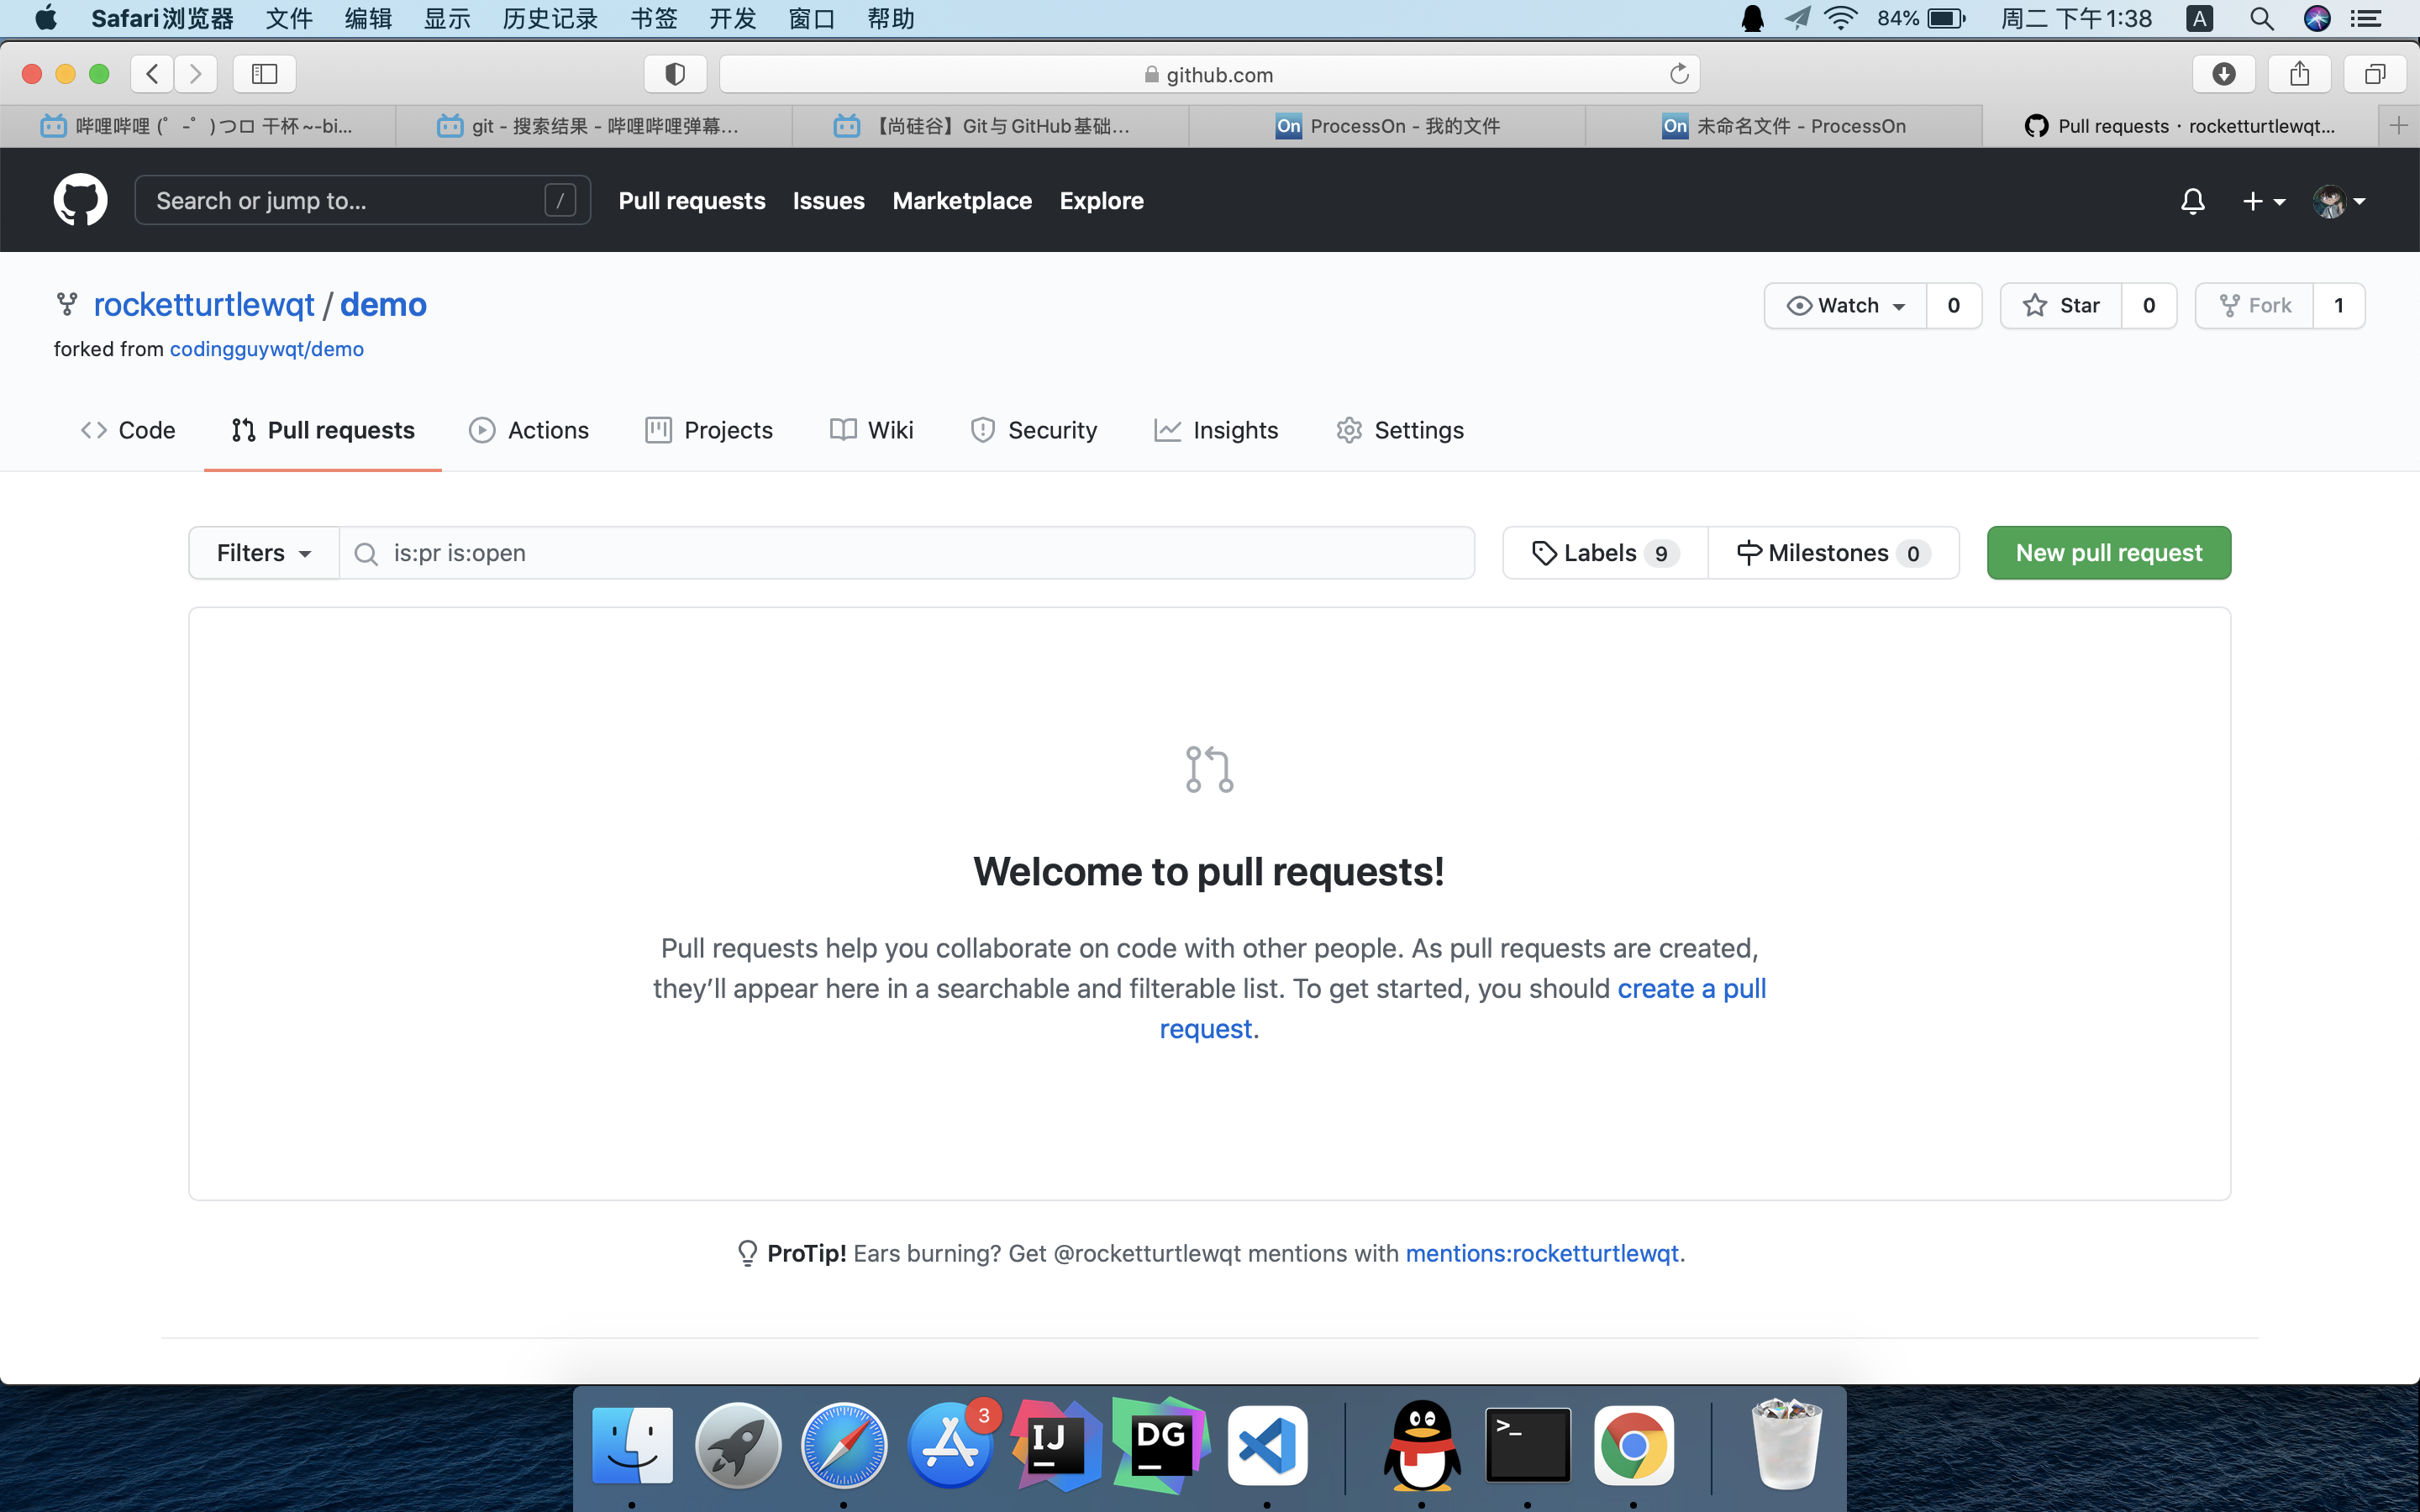 Safari浏览器 文件 编辑 显示 历史记录 书签 开发 窗口 帮助 84% 周二 下午1:38 A
github.com
哔哩哔哩 (゜-゜)つロ 干杯~-bi... git - 搜索结果 - 哔哩哔哩弹幕... 【尚硅谷】Git与GitHub基础... On ProcessOn - 我的文件 On 未命名文件 - ProcessOn Pull requests · rocketturtlewqt...
Search or jump to... / Pull requests Issues Marketplace Explore
rocketturtlewqt / demo Watch 0 Star 0 Fork 1
forked from codingguywqt/demo
Code Pull requests Actions Projects Wiki Security Insights Settings
Filters is:pr is:open Labels 9 Milestones 0 New pull request
Welcome to pull requests!
Pull requests help you collaborate on code with other people. As pull requests are created,
they’ll appear here in a searchable and filterable list. To get started, you should create a pull
request.
ProTip! Ears burning? Get @rocketturtlewqt mentions with mentions:rocketturtlewqt.
3 IJ DG >_